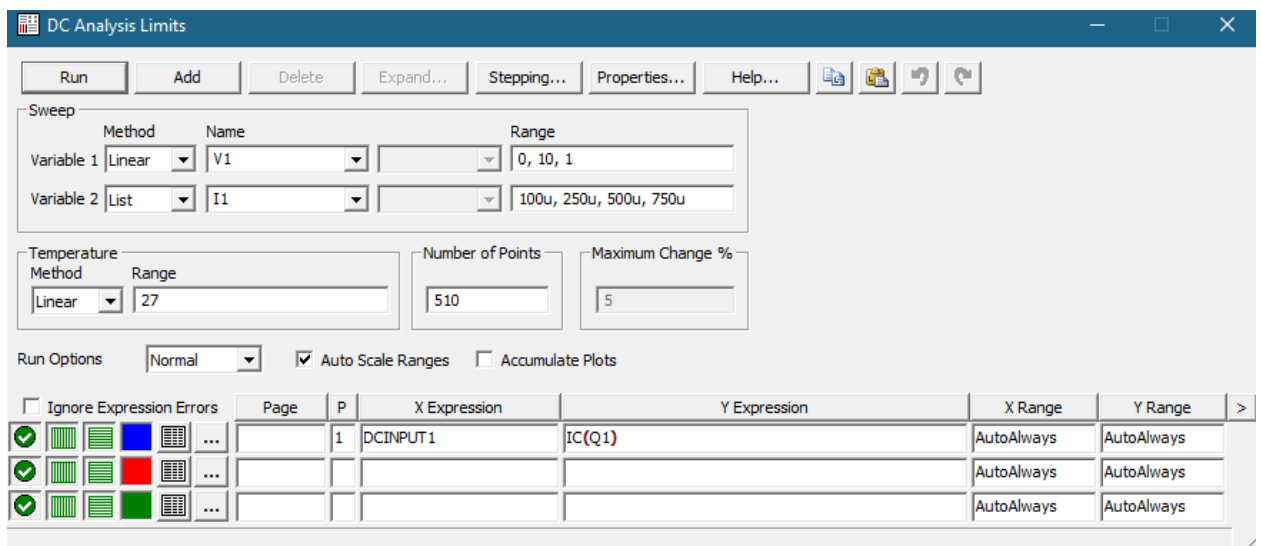 DC Analysis Limits
Run Add Delete Expand... Stepping... Properties... Help...
Sweep
Method Name Range
Variable 1 Linear V1 0, 10, 1
Variable 2 List I1 100u, 250u, 500u, 750u
Temperature Number of Points Maximum Change %
Method Range
Linear 27 510 5
Run Options Normal Auto Scale Ranges Accumulate Plots
Ignore Expression Errors Page P X Expression Y Expression X Range Y Range >
... 1 DCINPUT1 IC(Q1) AutoAlways AutoAlways
... AutoAlways AutoAlways
... AutoAlways AutoAlways